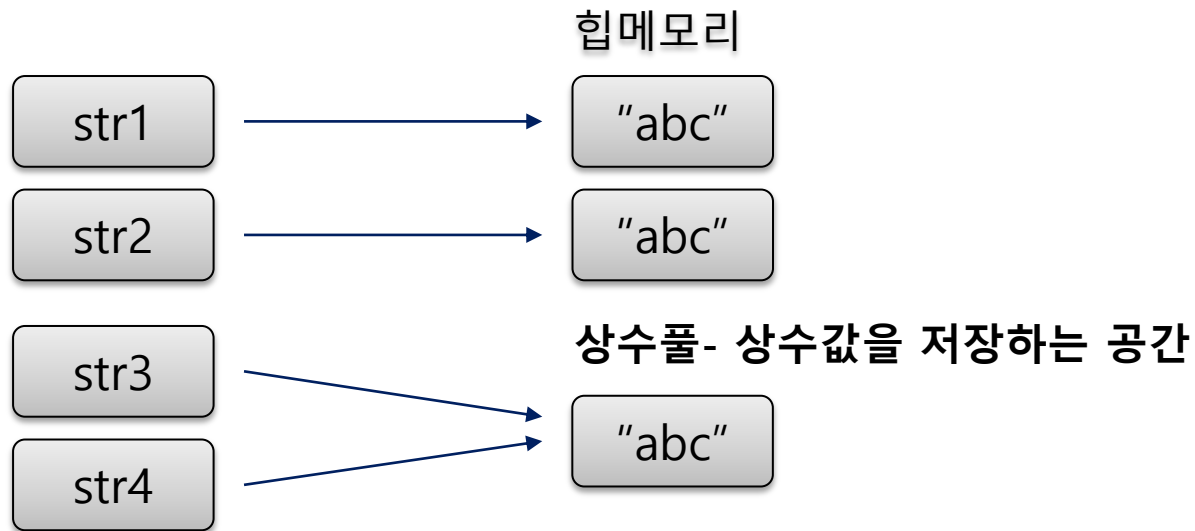 힙메모리
str1
“abc”
str2
“abc”
상수풀- 상수값을 저장하는 공간
str3
“abc”
str4